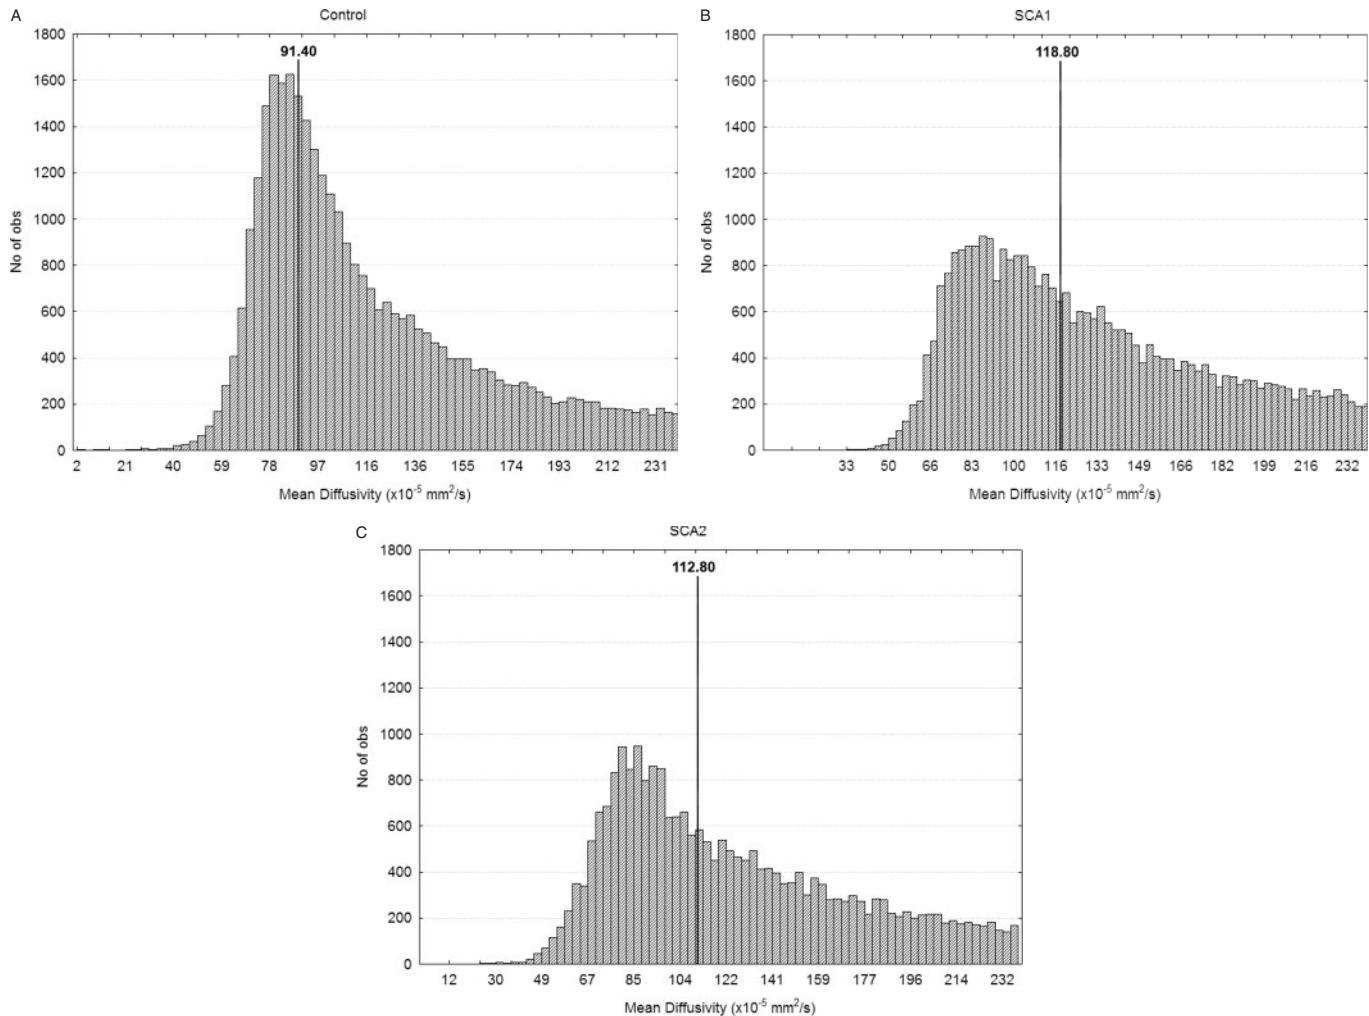 A
Control
1800
1600
1400
1200
1000
800
600
400
200
0
No of obs
91.40
2 21 40 59 78 97 116 136 155 174 193 212 231
Mean Diffusivity (x10⁻⁵ mm²/s)
B
SCA1
1800
1600
1400
1200
1000
800
600
400
200
0
No of obs
118.80
33 50 66 83 100 116 133 149 166 182 199 216 232
Mean Diffusivity (x10⁻⁵ mm²/s)
C
SCA2
1800
1600
1400
1200
1000
800
600
400
200
0
No of obs
112.80
12 30 49 67 85 104 122 141 159 177 196 214 232
Mean Diffusivity (x10⁻⁵ mm²/s)